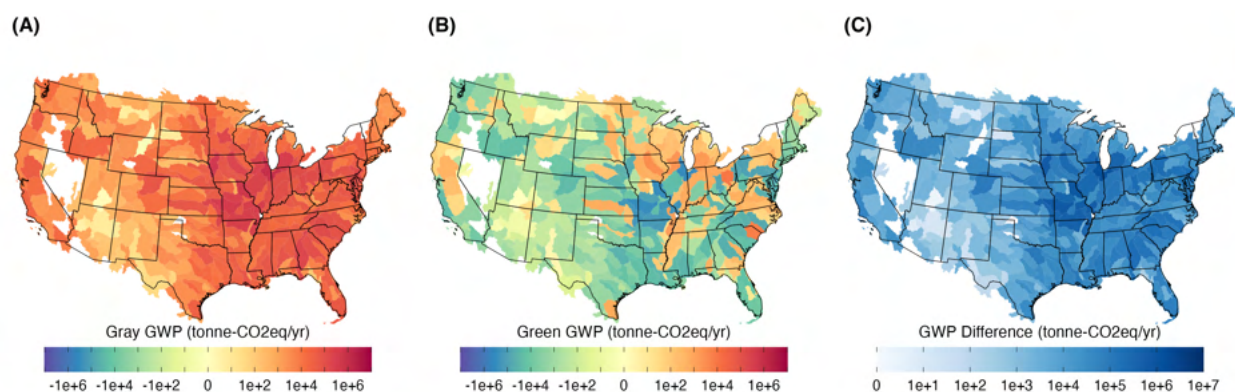 (A)
(B)
(C)
Gray GWP (tonne-CO2eq/yr)
-1e+6 -1e+4 -1e+2 0 1e+2 1e+4 1e+6
Green GWP (tonne-CO2eq/yr)
-1e+6 -1e+4 -1e+2 0 1e+2 1e+4 1e+6
GWP Difference (tonne-CO2eq/yr)
0 1e+1 1e+2 1e+3 1e+4 1e+5 1e+6 1e+7